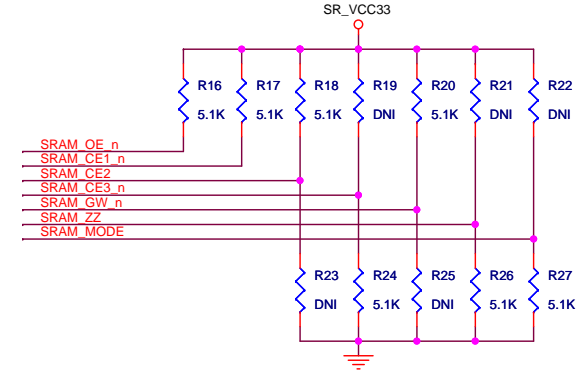 SR_VCC33
R16 R17 R18 R19 R20 R21 R22
5.1K 5.1K 5.1K DNI 5.1K DNI DNI
SRAM_OE_n
SRAM_CE1_n
SRAM_CE2
SRAM_CE3_n
SRAM_GW_n
SRAM_ZZ
SRAM_MODE
R23 R24 R25 R26 R27
DNI 5.1K DNI 5.1K 5.1K